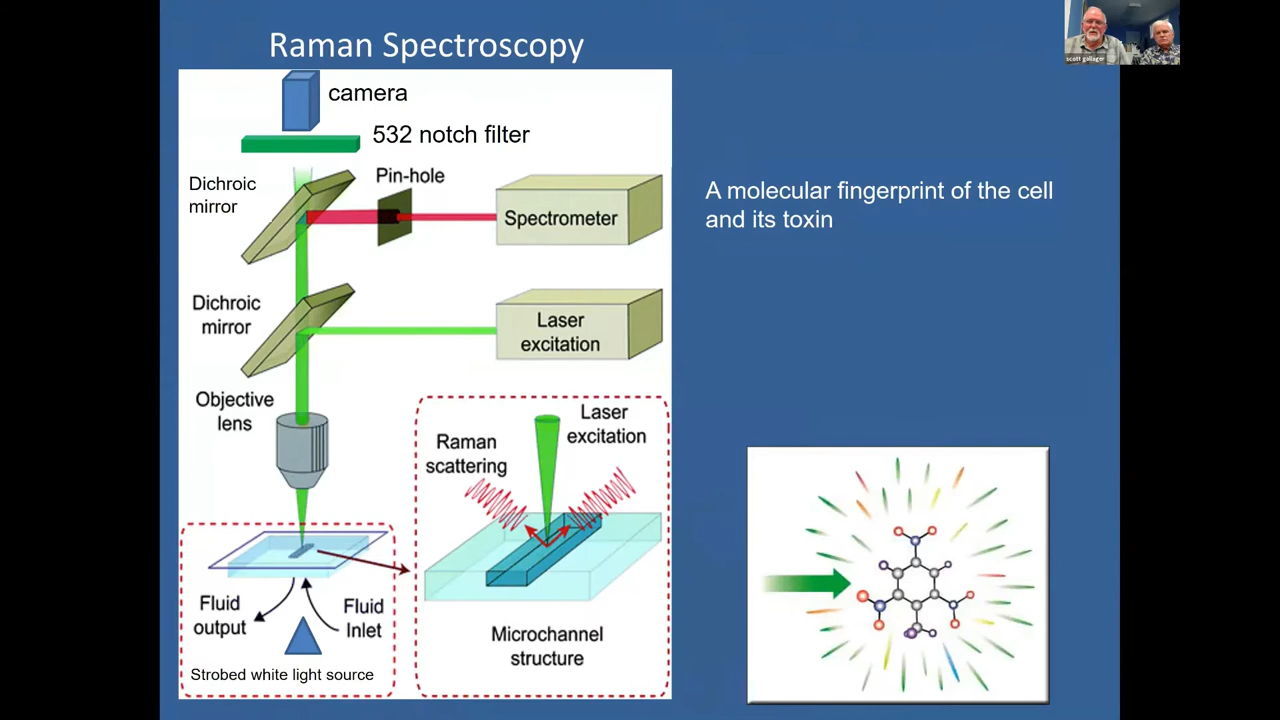 Raman Spectroscopy
scott gallager
camera
532 notch filter
Dichroic
mirror
Pin-hole
Spectrometer
A molecular fingerprint of the cell
and its toxin
Dichroic
mirror
Laser
excitation
Objective
lens
Raman
scattering
Laser
excitation
Fluid
output
Fluid
Inlet
Strobed white light source
Microchannel
structure